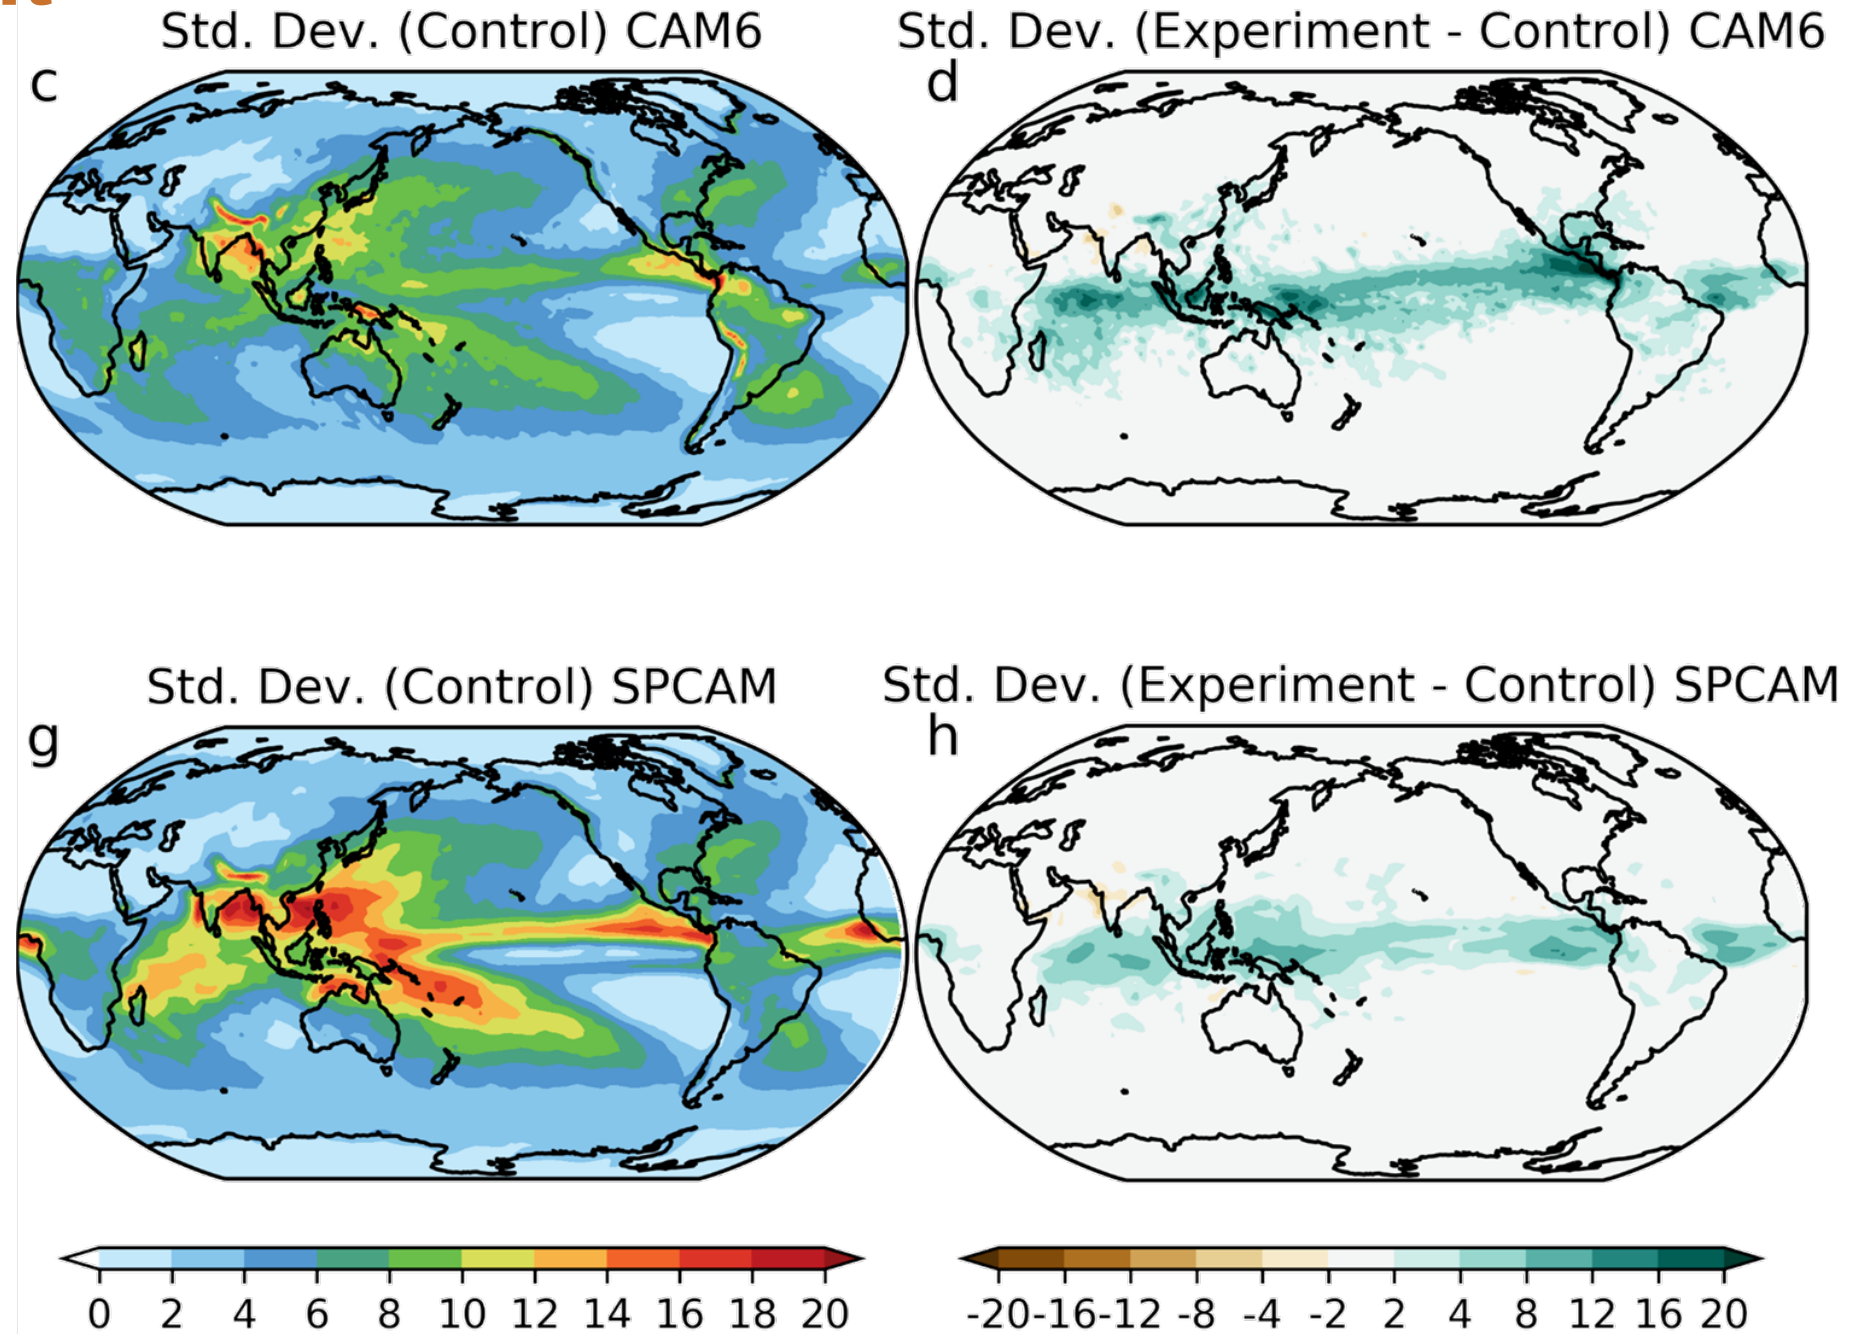 Std. Dev. (Control) CAM6
Std. Dev. (Experiment - Control) CAM6
c
d
Std. Dev. (Control) SPCAM
Std. Dev. (Experiment - Control) SPCAM
g
h
0 2 4 6 8 10 12 14 16 18 20
-20 -16 -12 -8 -4 -2 2 4 8 12 16 20